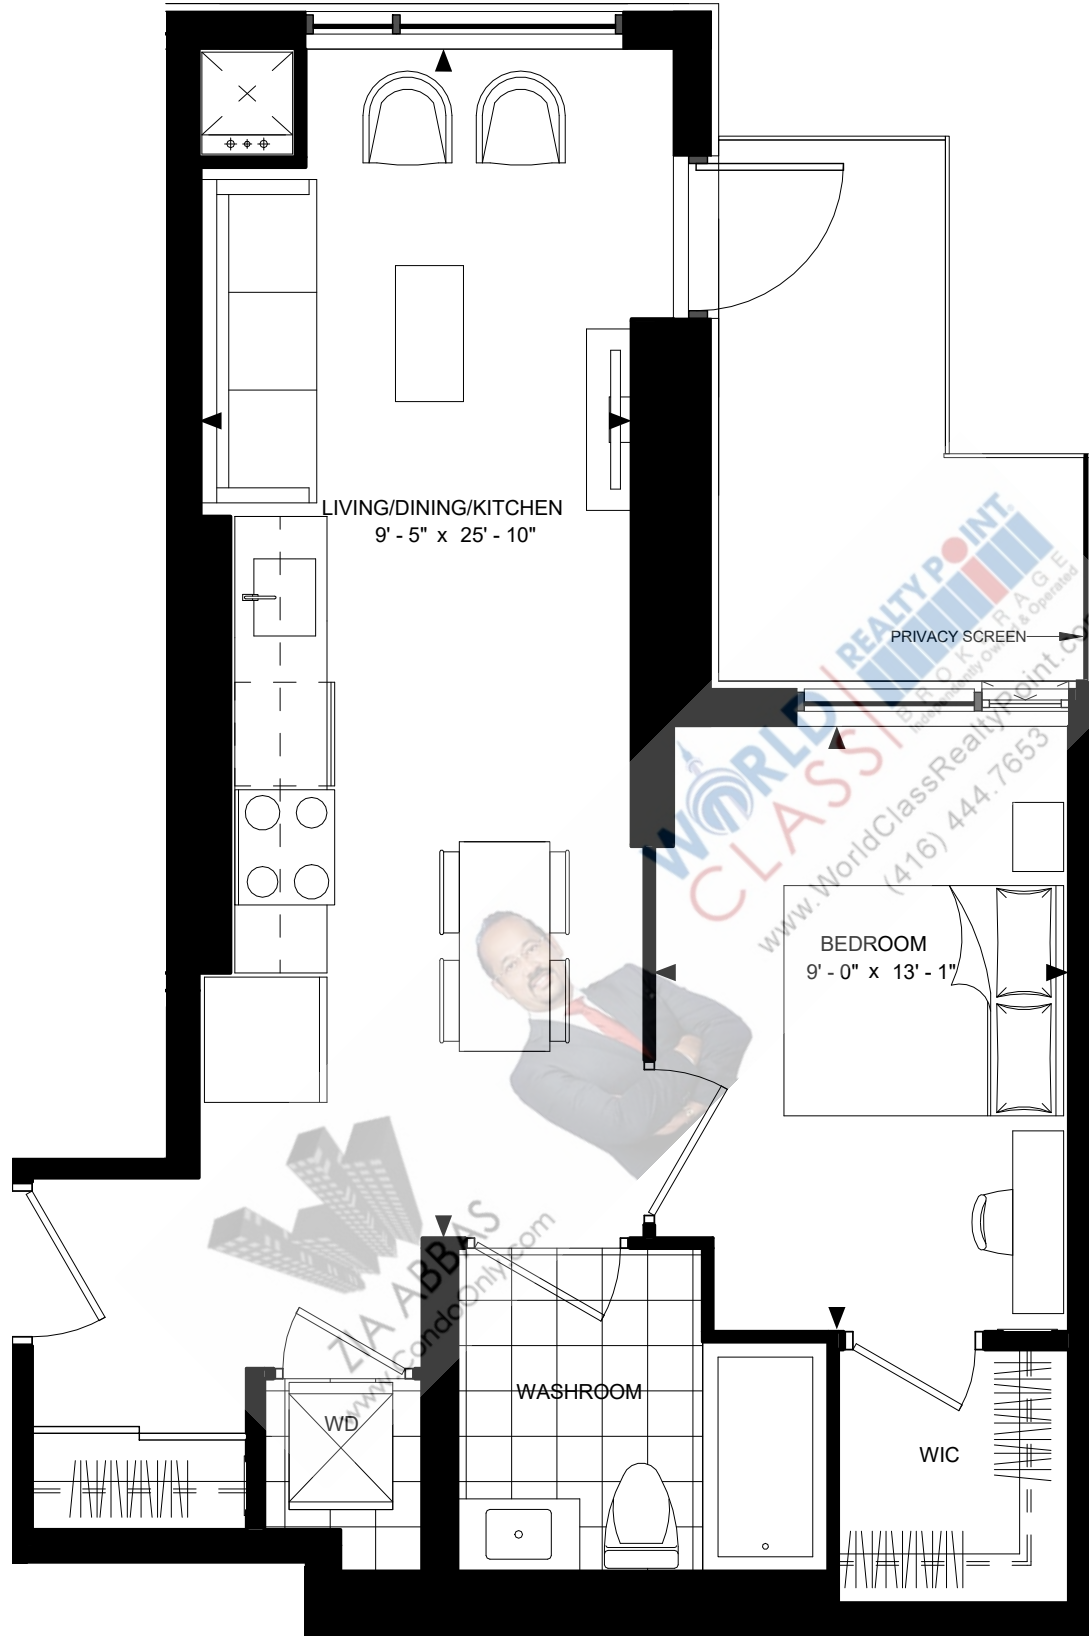 LIVING/DINING/KITCHEN
9' - 5" x 25' - 10"
REALTY POINT.
BROKERAGE
Independently Owned & Operated
PRIVACY SCREEN
WORLD
CLASS
www.WorldClassRealtyPoint.com
(416) 444.7653
BEDROOM
9' - 0" x 13' - 1"
ZIA ABBAS
www.CondoOnly.com
WASHROOM
WD
WIC